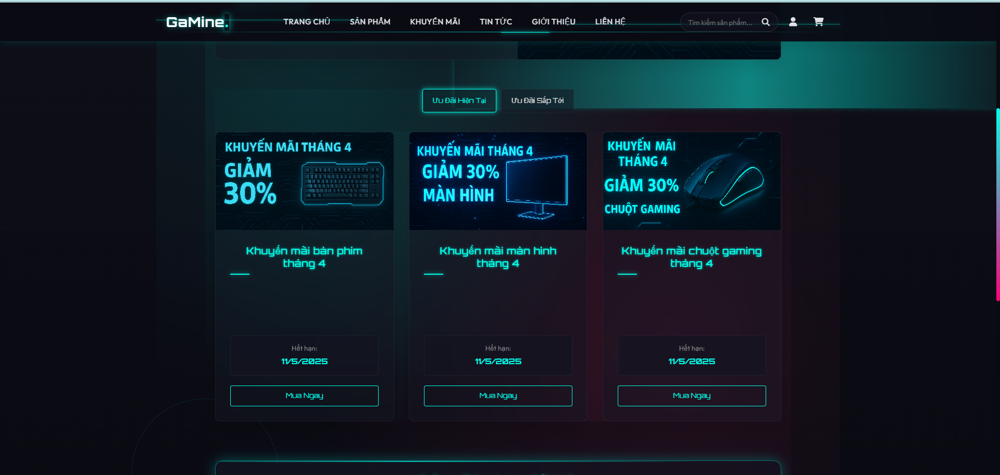 GaMine.
TRANG CHỦ
SẢN PHẨM
KHUYẾN MÃI
TIN TỨC
GIỚI THIỆU
LIÊN HỆ
Tìm kiếm sản phẩm...
Ưu Đãi Hiện Tại
Ưu Đãi Sắp Tới
KHUYẾN MÃI THÁNG 4
GIẢM
30%
KHUYẾN MÃI THÁNG 4
GIẢM 30%
MÀN HÌNH
KHUYẾN MÃI
THÁNG 4
GIẢM 30%
CHUỘT GAMING
Khuyến mãi bàn phím
tháng 4
Khuyến mãi màn hình
tháng 4
Khuyến mãi chuột gaming
tháng 4
Hết hạn:
11/5/2025
Hết hạn:
11/5/2025
Hết hạn:
11/5/2025
Mua Ngay
Mua Ngay
Mua Ngay